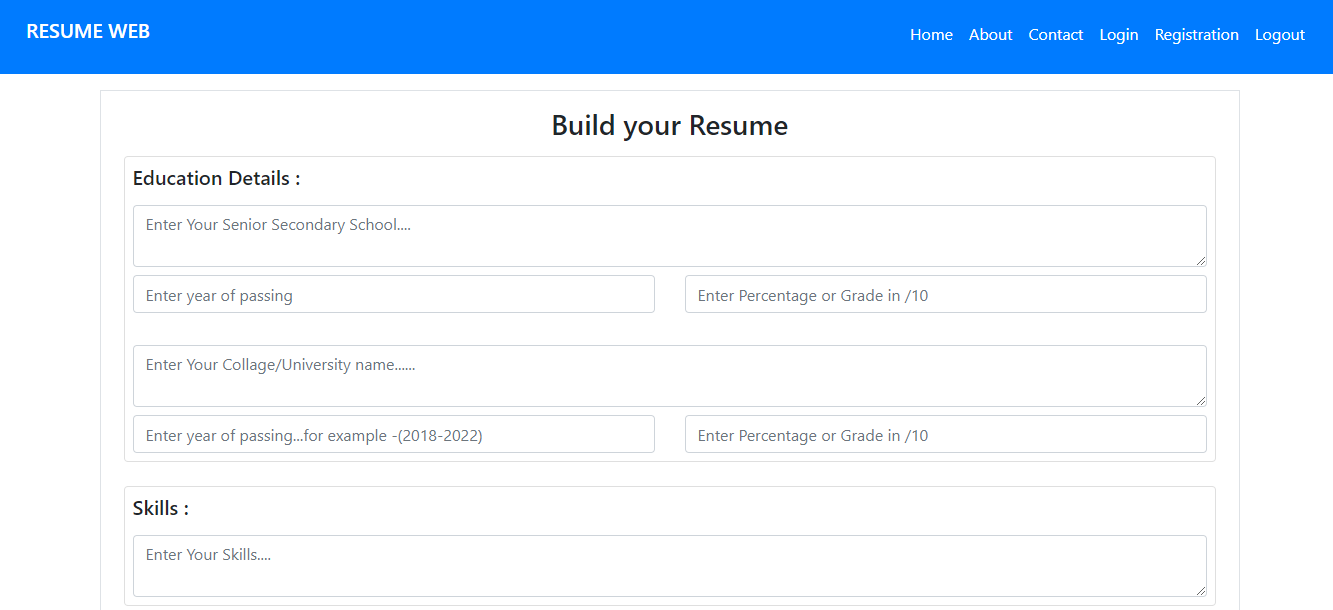 RESUME WEB
Home About Contact Login Registration Logout
Build your Resume
Education Details :
Enter Your Senior Secondary School....
Enter year of passing
Enter Percentage or Grade in /10
Enter Your Collage/University name......
Enter year of passing...for example -(2018-2022)
Enter Percentage or Grade in /10
Skills :
Enter Your Skills....